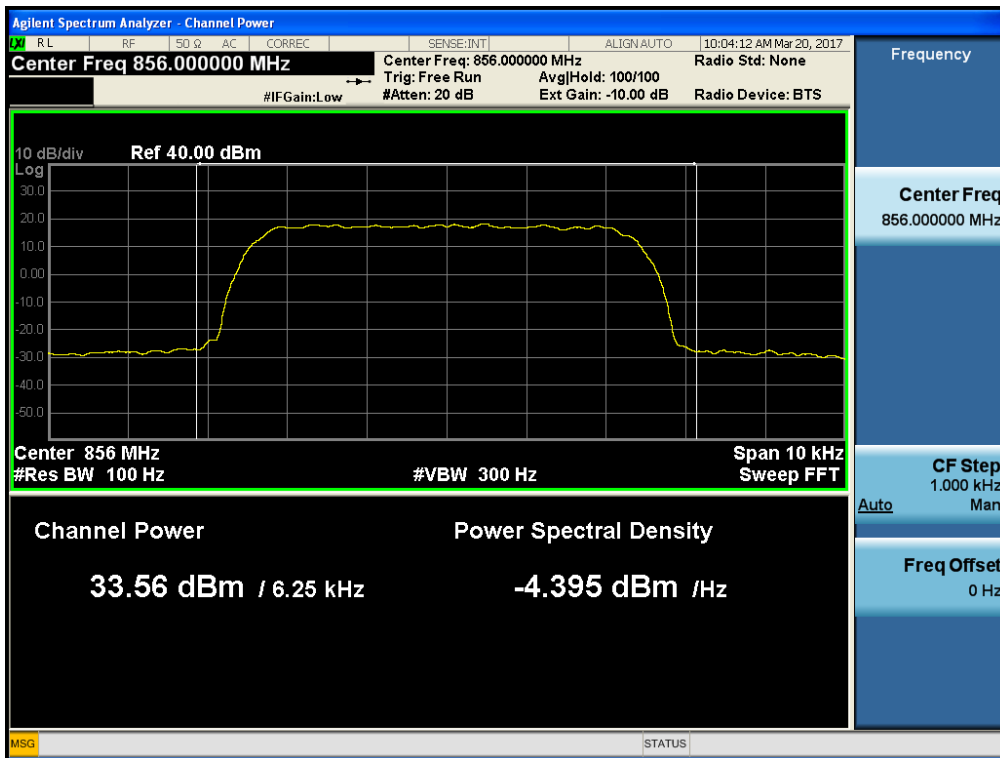 Agilent Spectrum Analyzer - Channel Power
LXI RL RF 50 Ω AC CORREC SENSE:INT ALIGN AUTO 10:04:12 AM Mar 20, 2017
Center Freq 856.000000 MHz
Center Freq: 856.000000 MHz Radio Std: None
Trig: Free Run Avg|Hold: 100/100
#IFGain:Low #Atten: 20 dB Ext Gain: -10.00 dB Radio Device: BTS
10 dB/div Ref 40.00 dBm
Log
30.0
20.0
10.0
0.00
-10.0
-20.0
-30.0
-40.0
-50.0
Center 856 MHz Span 10 kHz
#Res BW 100 Hz #VBW 300 Hz Sweep FFT
Channel Power Power Spectral Density
33.56 dBm / 6.25 kHz -4.395 dBm /Hz
MSG STATUS
Frequency
Center Freq
856.000000 MHz
CF Step
1.000 kHz
Auto Man
Freq Offset
0 Hz